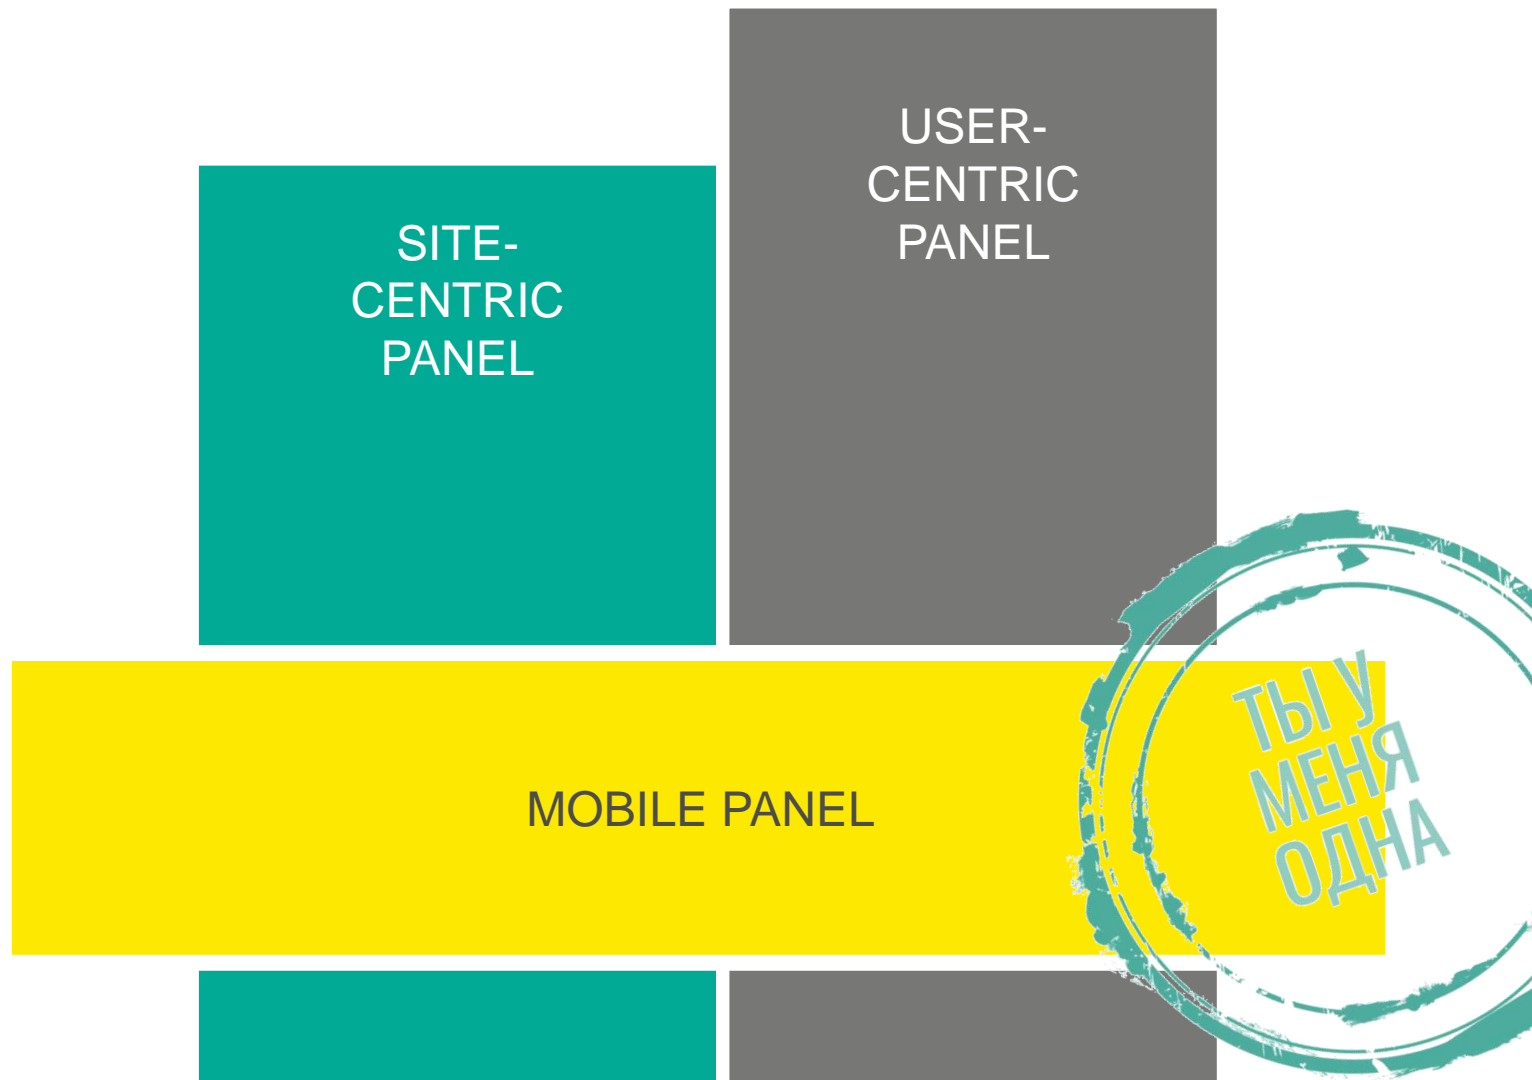 USER-
CENTRIC
PANEL
SITE-
CENTRIC
PANEL
MOBILE PANEL
ТЫ У
МЕНЯ
ОДНА